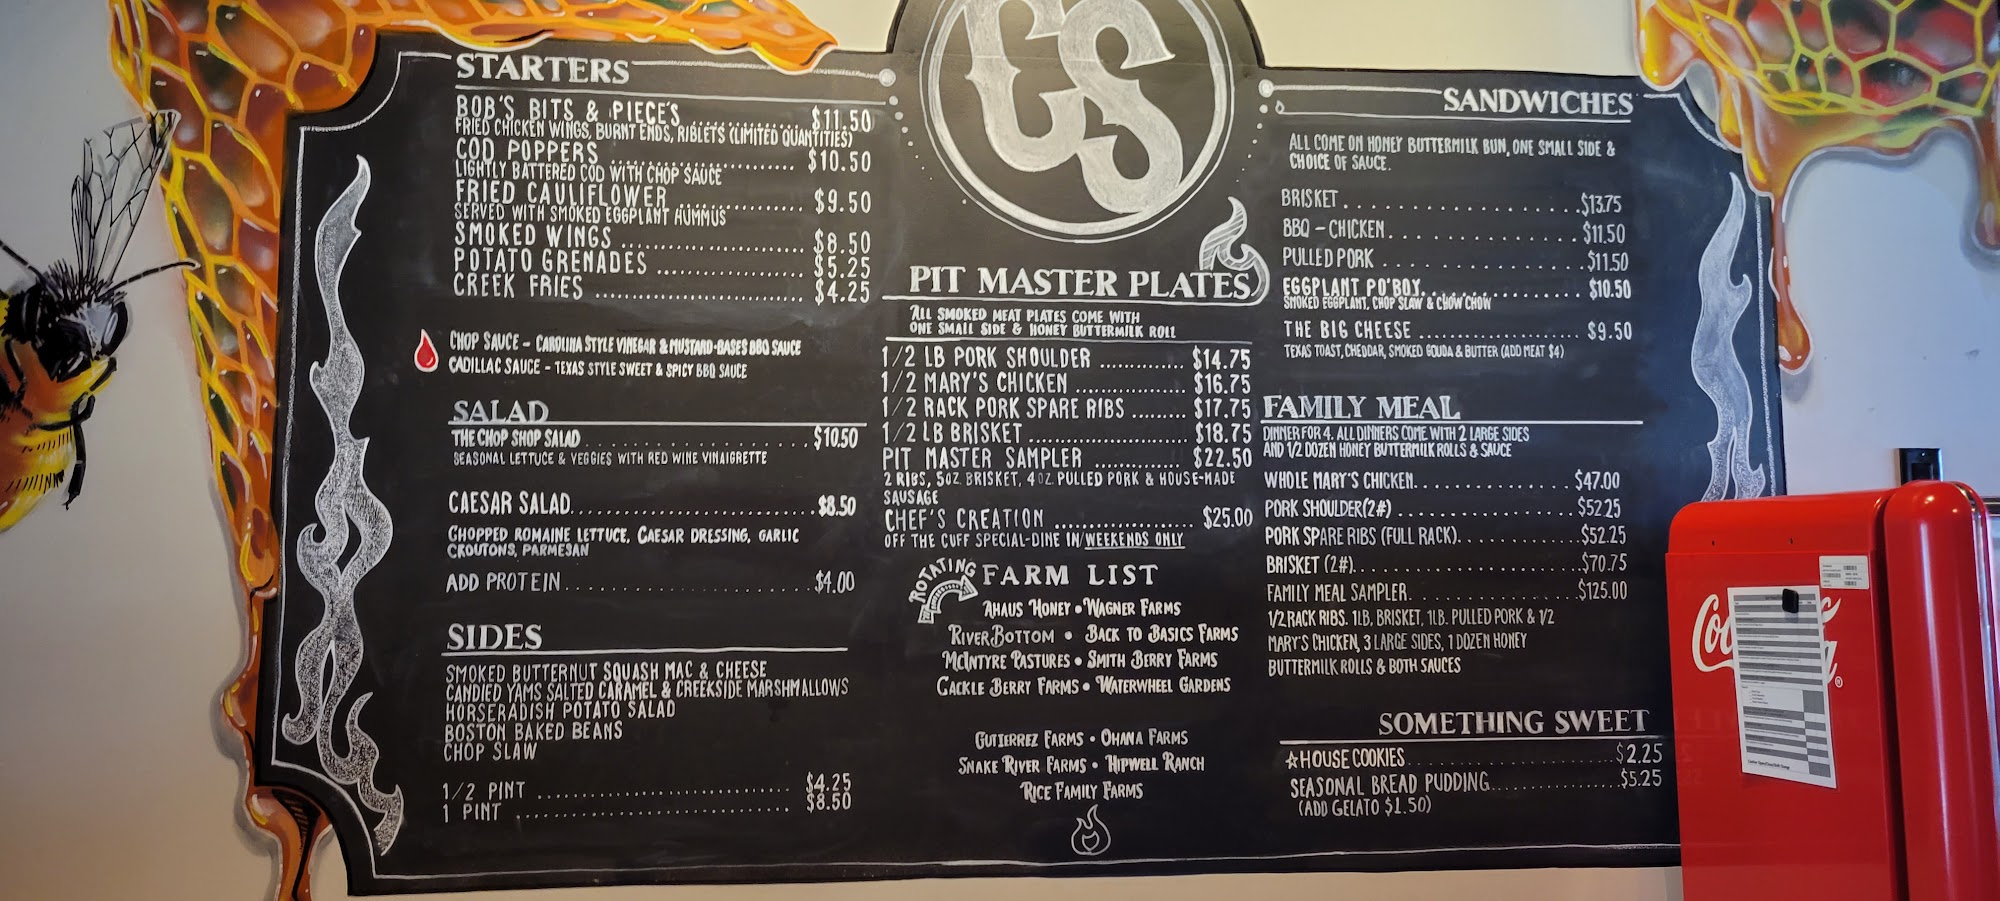 STARTERS
BOB'S BITS & PIECE'S $11.50
FRIED CHICKEN WINGS, BURNT ENDS, RIBLETS (LIMITED QUANTITIES)
COD POPPERS $10.50
LIGHTLY BATTERED COD WITH CHOP SAUCE
FRIED CAULIFLOWER $9.50
SERVED WITH SMOKED EGGPLANT HUMMUS
SMOKED WINGS $8.50
POTATO GRENADES $5.25
CREEK FRIES $4.25
CHOP SAUCE - CAROLINA STYLE VINEGAR & MUSTARD-BASES BBQ SAUCE
CADILLAC SAUCE - TEXAS STYLE SWEET & SPICY BBQ SAUCE
SALAD
THE CHOP SHOP SALAD $10.50
SEASONAL LETTUCE & VEGGIES WITH RED WINE VINAIGRETTE
CAESAR SALAD $8.50
CHOPPED ROMAINE LETTUCE, CAESAR DRESSING, GARLIC
CROUTONS, PARMESAN
ADD PROTEIN $4.00
SIDES
SMOKED BUTTERNUT SQUASH MAC & CHEESE
CANDIED YAMS SALTED CARAMEL & CREEKSIDE MARSHMALLOWS
HORSERADISH POTATO SALAD
BOSTON BAKED BEANS
CHOP SLAW
1/2 PINT $4.25
1 PINT $8.50
CS
PIT MASTER PLATES
ALL SMOKED MEAT PLATES COME WITH
ONE SMALL SIDE & HONEY BUTTERMILK ROLL
1/2 LB PORK SHOULDER $14.75
1/2 MARY'S CHICKEN $16.75
1/2 RACK PORK SPARE RIBS $17.75
1/2 LB BRISKET $18.75
PIT MASTER SAMPLER $22.50
2 RIBS, 5OZ BRISKET, 4OZ PULLED PORK & HOUSE-MADE
SAUSAGE
CHEF'S CREATION $25.00
OFF THE CUFF SPECIAL-DINE IN/WEEKENDS ONLY
ROTATING FARM LIST
AHAUS HONEY • WAGNER FARMS
RIVERBOTTOM • BACK TO BASICS FARMS
MCINTYRE PASTURES • SMITH BERRY FARMS
CACKLE BERRY FARMS • WATERWHEEL GARDENS
GUTIERREZ FARMS • OHANA FARMS
SNAKE RIVER FARMS • HIPWELL RANCH
RICE FAMILY FARMS
SANDWICHES
ALL COME ON HONEY BUTTERMILK BUN, ONE SMALL SIDE &
CHOICE OF SAUCE.
BRISKET $13.75
BBQ - CHICKEN $11.50
PULLED PORK $11.50
EGGPLANT PO'BOY $10.50
SMOKED EGGPLANT, CHOP SLAW & CHOW CHOW
THE BIG CHEESE $9.50
TEXAS TOAST, CHEDDAR, SMOKED GOUDA & BUTTER (ADD MEAT $4)
FAMILY MEAL
DINNER FOR 4. ALL DINNERS COME WITH 2 LARGE SIDES
AND 1/2 DOZEN HONEY BUTTERMILK ROLLS & SAUCE
WHOLE MARY'S CHICKEN $47.00
PORK SHOULDER(2#) $52.25
PORK SPARE RIBS (FULL RACK) $52.25
BRISKET (2#) $70.75
FAMILY MEAL SAMPLER $125.00
1/2 RACK RIBS. 1LB, BRISKET, 1LB. PULLED PORK & 1/2
MARY'S CHICKEN, 3 LARGE SIDES, 1 DOZEN HONEY
BUTTERMILK ROLLS & BOTH SAUCES
SOMETHING SWEET
☆HOUSE COOKIES $2.25
SEASONAL BREAD PUDDING $5.25
(ADD GELATO $1.50)